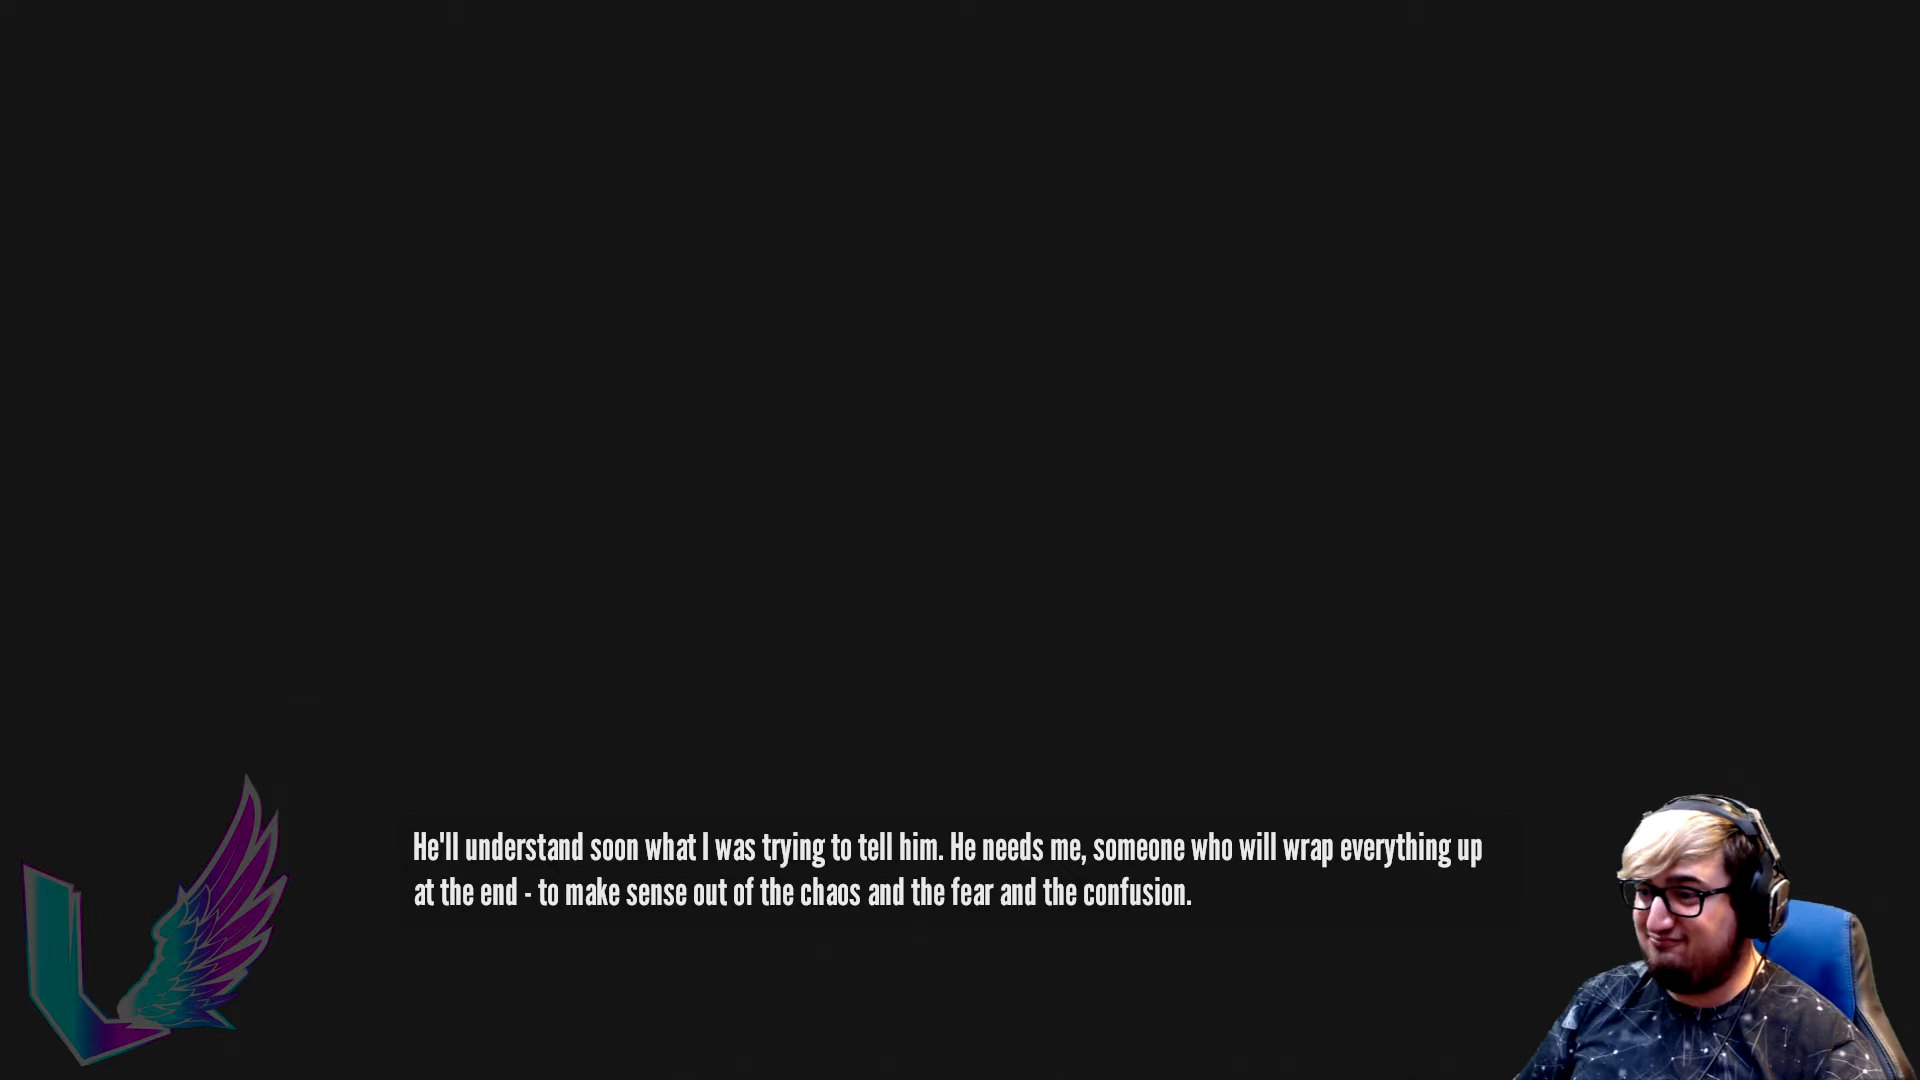 He'll understand soon what I was trying to tell him. He needs me, someone who will wrap everything up
at the end - to make sense out of the chaos and the fear and the confusion.